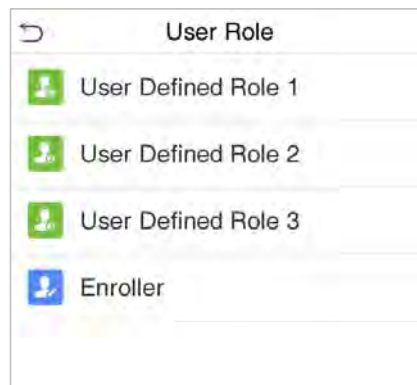 User Role
User Defined Role 1
User Defined Role 2
User Defined Role 3
Enroller